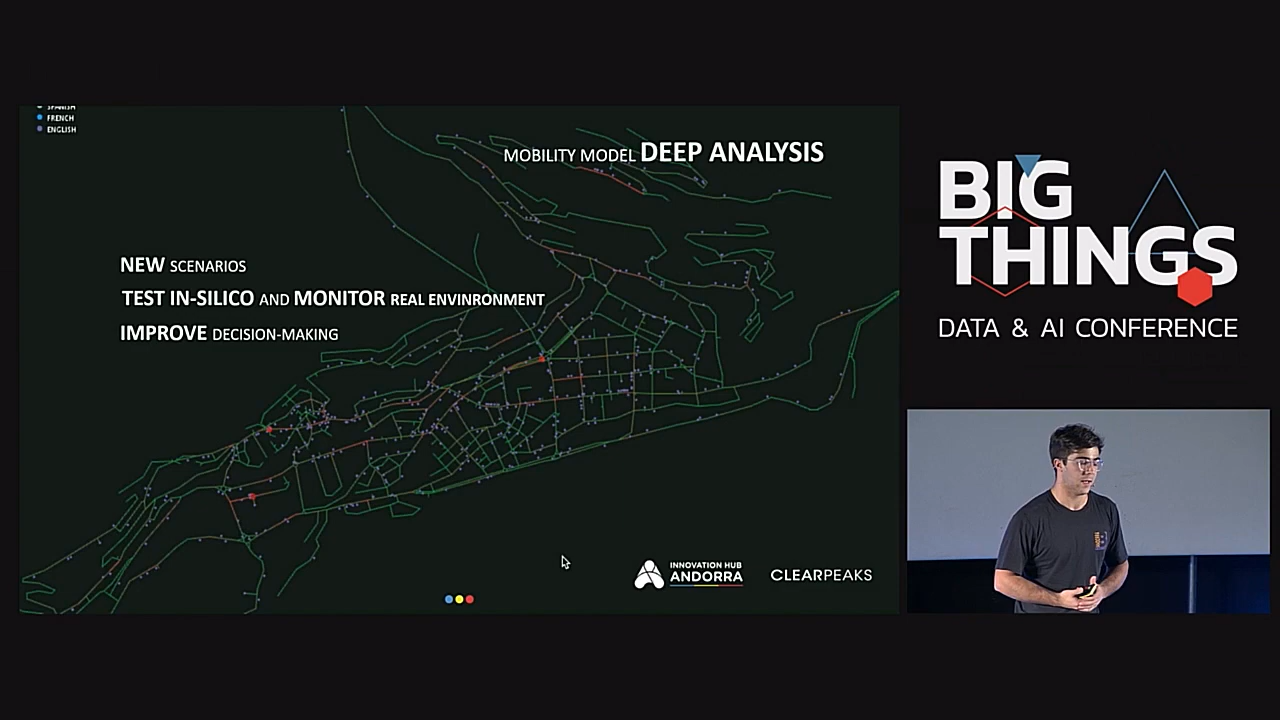 SPANISH
FRENCH
ENGLISH
MOBILITY MODEL DEEP ANALYSIS
NEW SCENARIOS
TEST IN-SILICO AND MONITOR REAL ENVINRONMENT
IMPROVE DECISION-MAKING
INNOVATION HUB
ANDORRA
CLEARPEAKS
BIG
THINGS
DATA & AI CONFERENCE